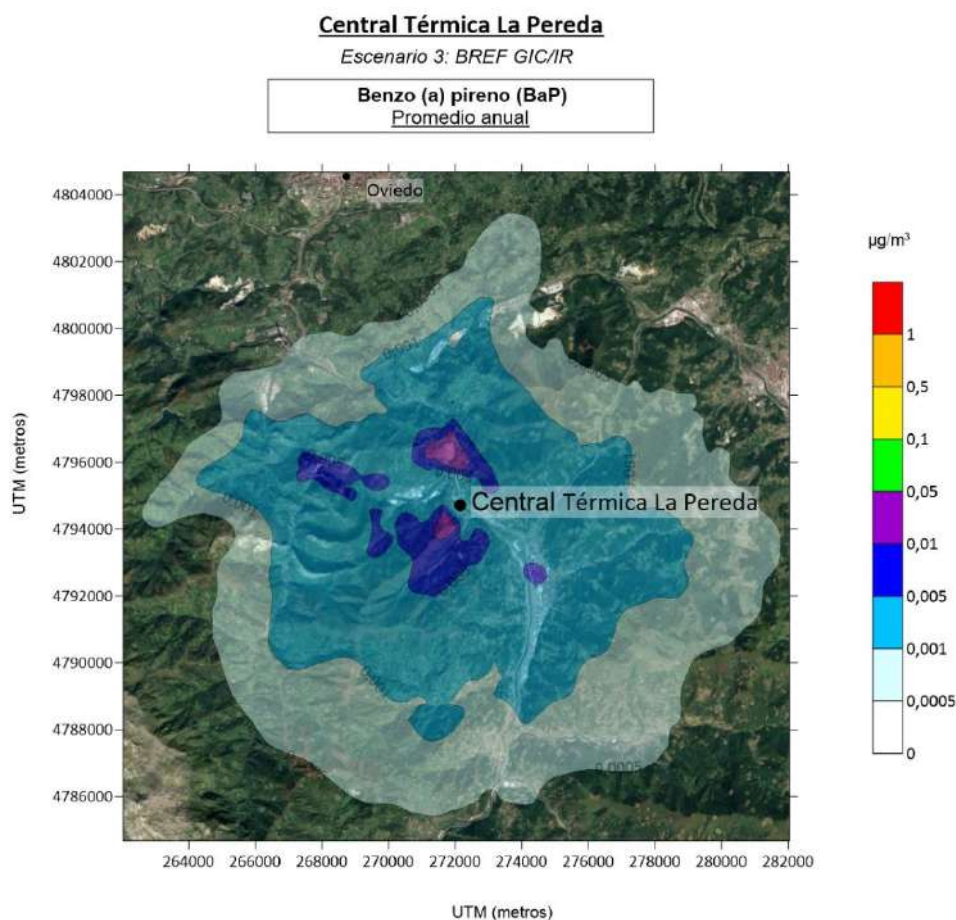 Central Térmica La Pereda
Escenario 3: BREF GIC/IR
Benzo (a) pireno (BaP)
Promedio anual
4804000
4802000
4800000
4798000
4796000
4794000
4792000
4790000
4788000
4786000
UTM (metros)
Oviedo
Central Térmica La Pereda
0,0005
264000 266000 268000 270000 272000 274000 276000 278000 280000 282000
UTM (metros)
µg/m³
1
0,5
0,1
0,05
0,01
0,005
0,001
0,0005
0